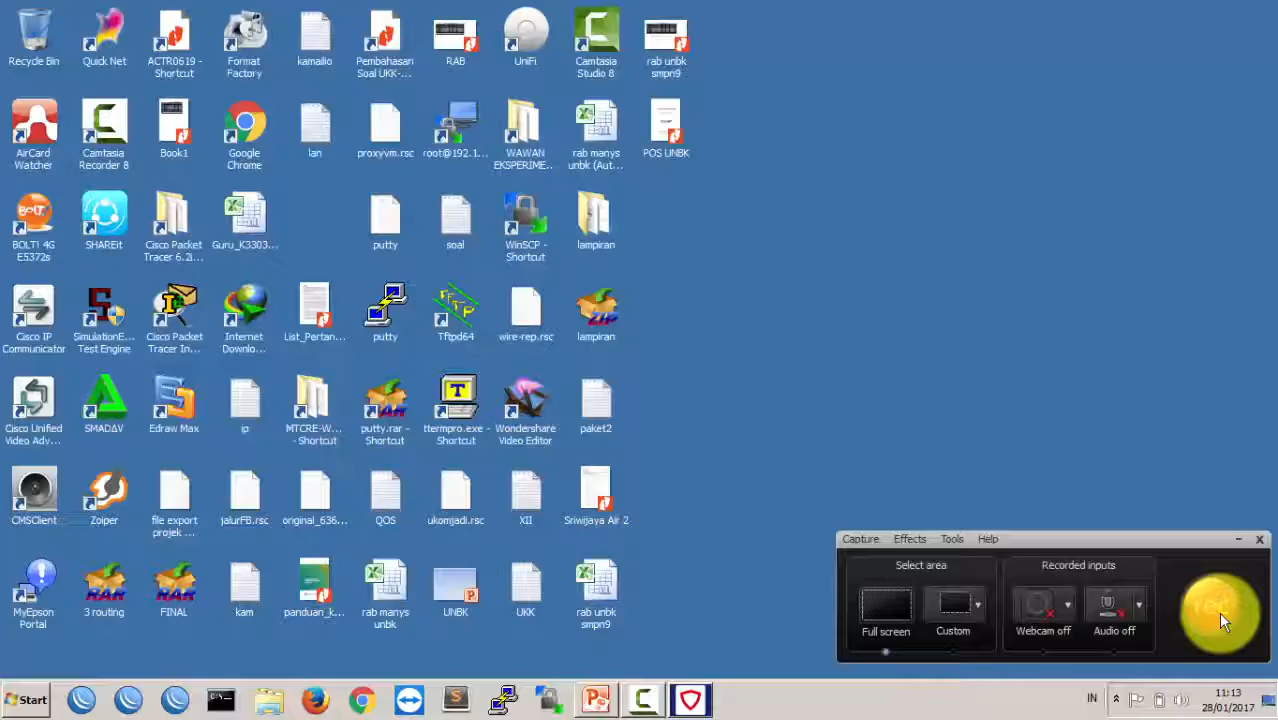 Recycle Bin
Quick Net
ACTR0619 -
Shortcut
Format
Factory
kamailio
Pembahasan
Soal UKK-...
RAB
UniFi
Camtasia
Studio 8
rab unbk
smpn9
AirCard
Watcher
Camtasia
Recorder 8
Book1
Google
Chrome
lan
proxyvm.rsc
root@192.1...
WAWAN
EKSPERIME...
rab manys
unbk (Aut...
POS UNBK
BOLT! 4G
E5372s
SHAREit
Cisco Packet
Tracer 6.2i...
Guru_K3303...
putty
soal
WinSCP -
Shortcut
lampiran
Cisco IP
Communicator
SimulationE...
Test Engine
Cisco Packet
Tracer In...
Internet
Downlo...
List_Pertan...
putty
Tftpd64
wire-rep.rsc
lampiran
Cisco Unified
Video Adv...
SMADΔV
Edraw Max
ip
MTCRE-W...
- Shortcut
putty.rar -
Shortcut
ttermpro.exe -
Shortcut
Wondershare
Video Editor
paket2
CMSClient
Zoiper
file export
projek ...
jalurFB.rsc
original_636...
QOS
ukomjadi.rsc
XII
Sriwijaya Air 2
MyEpson
Portal
3 routing
FINAL
kam
panduan_k...
rab manys
unbk
UNBK
UKK
rab unbk
smpn9
Capture Effects Tools Help
Select area
Recorded inputs
Full screen
Custom
Webcam off
Audio off
Start
IN
11:13
28/01/2017